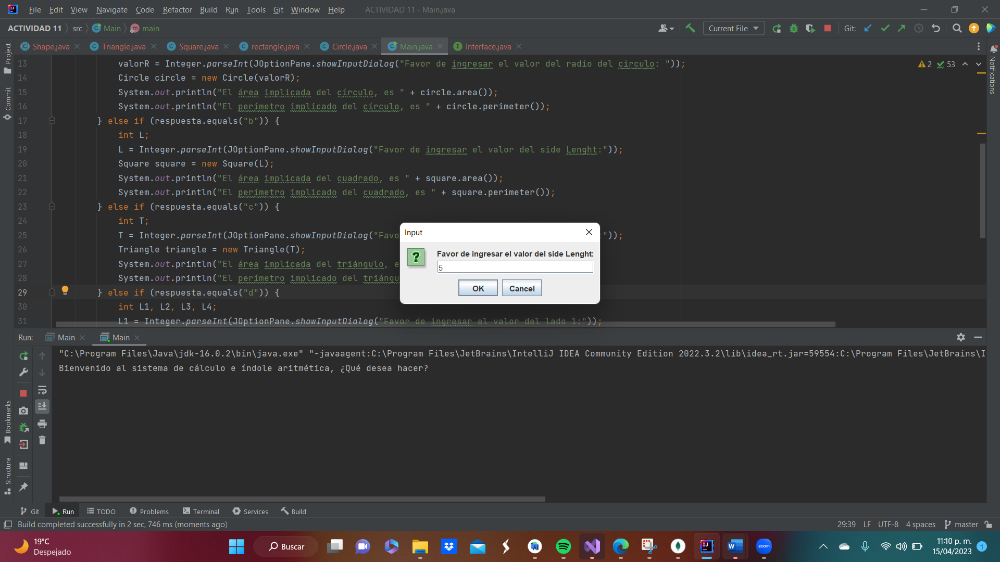 File Edit View Navigate Code Refactor Build Run Tools Git Window Help ACTIVIDAD 11 - Main.java
ACTIVIDAD 11 src Main main Current File Git:
Shape.java Triangle.java Square.java rectangle.java Circle.java Main.java Interface.java
Project
Commit
Bookmarks
Structure
Notifications
2 53
13 valorR = Integer.parseInt(JOptionPane.showInputDialog("Favor de ingresar el valor del radio del circulo: "));
14 Circle circle = new Circle(valorR);
15 System.out.println("El área implicada del círculo, es " + circle.area());
16 System.out.println("El perímetro implicado del círculo, es " + circle.perimeter());
17 } else if (respuesta.equals("b")) {
18 int L;
19 L = Integer.parseInt(JOptionPane.showInputDialog("Favor de ingresar el valor del side Lenght:"));
20 Square square = new Square(L);
21 System.out.println("El área implicada del cuadrado, es " + square.area());
22 System.out.println("El perímetro implicado del cuadrado, es " + square.perimeter());
23 } else if (respuesta.equals("c")) {
24 int T;
25 T = Integer.parseInt(JOptionPane.showInputDialog("Favo "));
26 Triangle triangle = new Triangle(T);
27 System.out.println("El área implicada del triángulo, e
28 System.out.println("El perímetro implicado del triángu
29 } else if (respuesta.equals("d")) {
30 int L1, L2, L3, L4;
31 L1 = Integer.parseInt(JOptionPane.showInputDialog("Favor de ingresar el valor del lado 1:"));
Input
Favor de ingresar el valor del side Lenght:
5
OK Cancel
Run: Main Main
"C:\Program Files\Java\jdk-16.0.2\bin\java.exe" "-javaagent:C:\Program Files\JetBrains\IntelliJ IDEA Community Edition 2022.3.2\lib\idea_rt.jar=59554:C:\Program Files\JetBrains\I
Bienvenido al sistema de cálculo e índole aritmética, ¿Qué desea hacer?
Git Run TODO Problems Terminal Services Build
Build completed successfully in 2 sec, 746 ms (moments ago) 29:39 LF UTF-8 4 spaces master
19°C
Despejado
Buscar
zoom
11:10 p. m.
15/04/2023
1